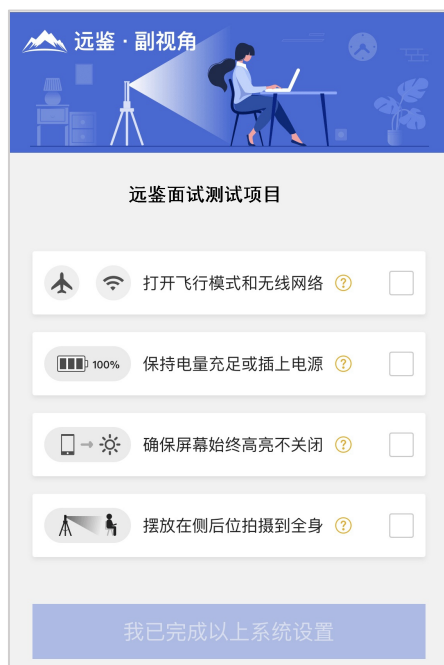 远鉴·副视角
远鉴面试测试项目
打开飞行模式和无线网络 ?
100% 保持电量充足或插上电源 ?
确保屏幕始终高亮不关闭 ?
摆放在侧后位拍摄到全身 ?
我已完成以上系统设置